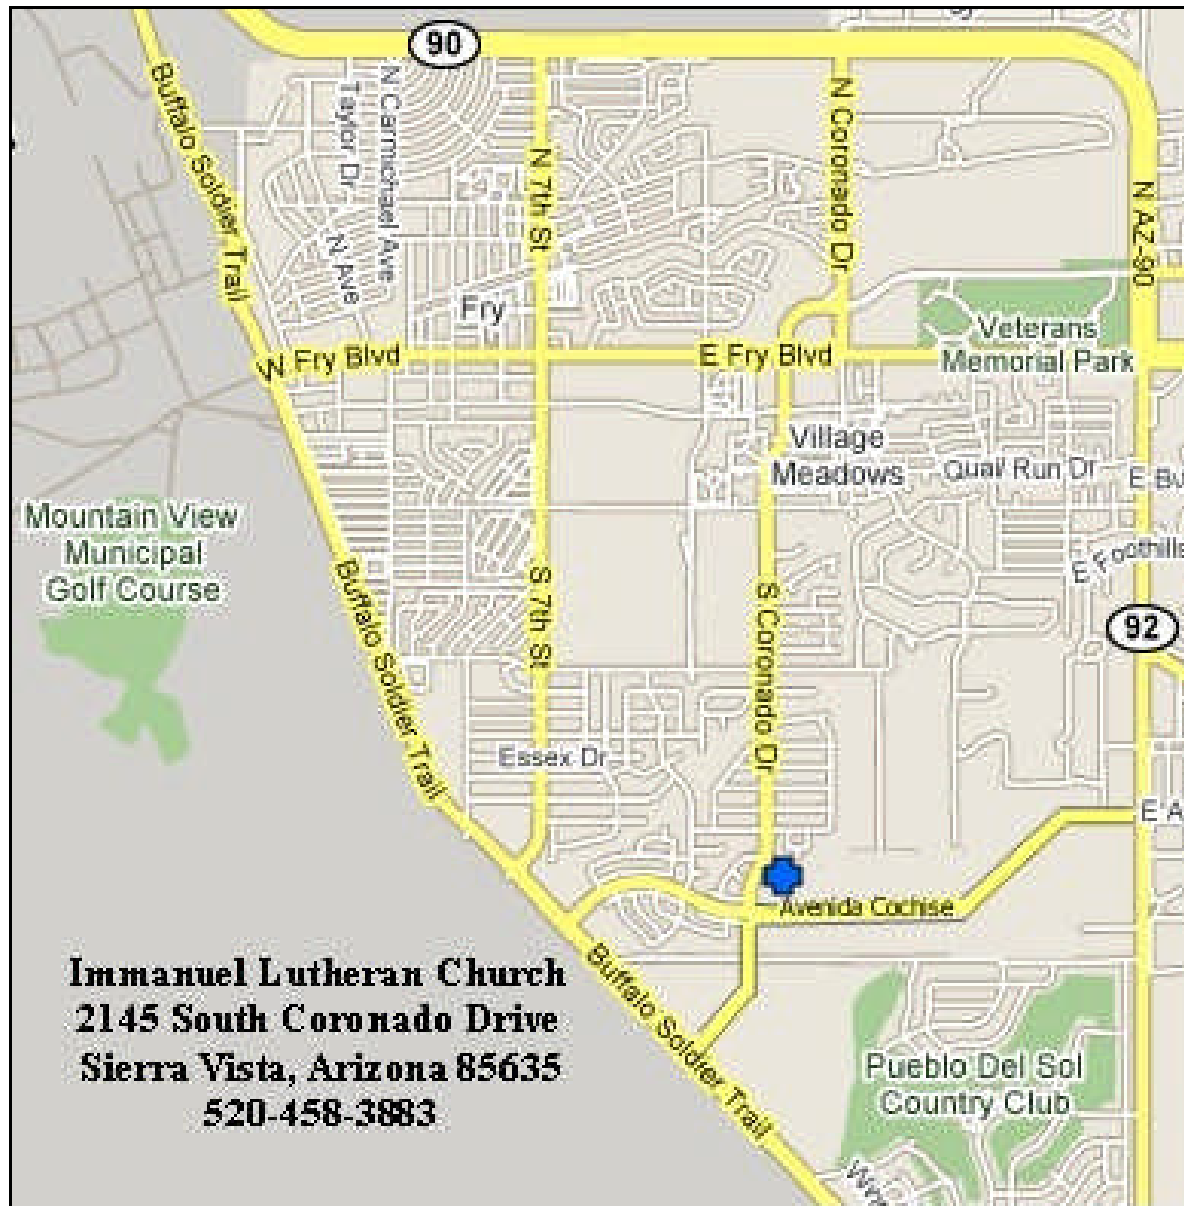 90
Buffalo Soldier Trail
Taylor Dr
N Carmichael Ave
N Ave
N 7th St
N Coronado Dr
N AZ-90
Fry
Veterans
Memorial Park
W Fry Blvd
E Fry Blvd
Village
Meadows
Quail Run Dr
E Foothills
Mountain View
Municipal
Golf Course
Buffalo Soldier Trail
S 7th St
S Coronado Dr
92
Essex Dr
E A
Avenida Cochise
Immanuel Lutheran Church
2145 South Coronado Drive
Sierra Vista, Arizona 85635
520-458-3883
Buffalo Soldier Trail
Pueblo Del Sol
Country Club